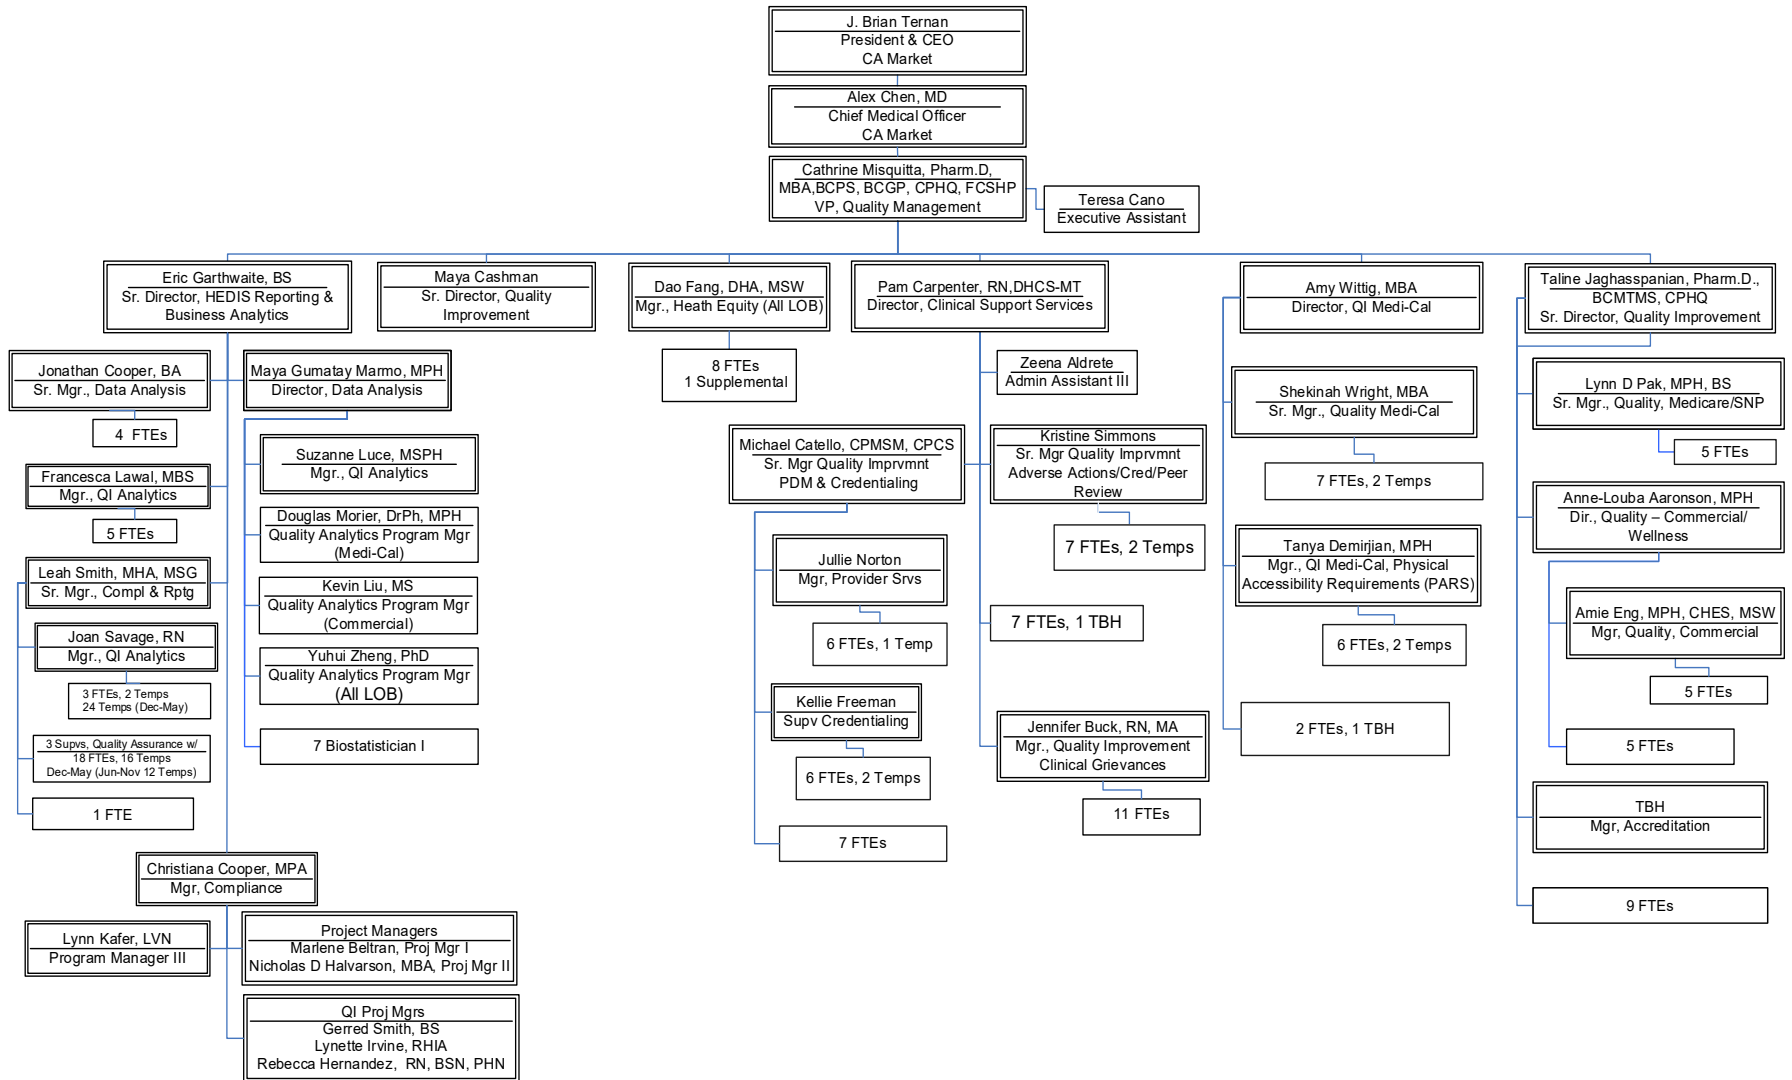 J. Brian Ternan
President & CEO
CA Market
Alex Chen, MD
Chief Medical Officer
CA Market
Cathrine Misquitta, Pharm.D,
MBA,BCPS, BCGP, CPHQ, FCSHP
VP, Quality Management
Teresa Cano
Executive Assistant
Eric Garthwaite, BS
Sr. Director, HEDIS Reporting &
Business Analytics
Maya Cashman
Sr. Director, Quality
Improvement
Dao Fang, DHA, MSW
Mgr., Heath Equity (All LOB)
8 FTEs
1 Supplemental
Pam Carpenter, RN,DHCS-MT
Director, Clinical Support Services
Amy Wittig, MBA
Director, QI Medi-Cal
Taline Jaghasspanian, Pharm.D.,
BCMTMS, CPHQ
Sr. Director, Quality Improvement
Jonathan Cooper, BA
Sr. Mgr., Data Analysis
4 FTEs
Maya Gumatay Marmo, MPH
Director, Data Analysis
Francesca Lawal, MBS
Mgr., QI Analytics
5 FTEs
Leah Smith, MHA, MSG
Sr. Mgr., Compl & Rptg
Joan Savage, RN
Mgr., QI Analytics
3 FTEs, 2 Temps
24 Temps (Dec-May)
3 Supvs, Quality Assurance w/
18 FTEs, 16 Temps
Dec-May (Jun-Nov 12 Temps)
1 FTE
Suzanne Luce, MSPH
Mgr., QI Analytics
Douglas Morier, DrPh, MPH
Quality Analytics Program Mgr
(Medi-Cal)
Kevin Liu, MS
Quality Analytics Program Mgr
(Commercial)
Yuhui Zheng, PhD
Quality Analytics Program Mgr
(All LOB)
7 Biostatistician I
Christiana Cooper, MPA
Mgr, Compliance
Lynn Kafer, LVN
Program Manager III
Project Managers
Marlene Beltran, Proj Mgr I
Nicholas D Halvarson, MBA, Proj Mgr II
QI Proj Mgrs
Gerred Smith, BS
Lynette Irvine, RHIA
Rebecca Hernandez, RN, BSN, PHN
Zeena Aldrete
Admin Assistant III
Michael Catello, CPMSM, CPCS
Sr. Mgr Quality Imprvmnt
PDM & Credentialing
Kristine Simmons
Sr. Mgr Quality Imprvmnt
Adverse Actions/Cred/Peer
Review
7 FTEs, 2 Temps
Jullie Norton
Mgr, Provider Srvs
6 FTEs, 1 Temp
Kellie Freeman
Supv Credentialing
6 FTEs, 2 Temps
7 FTEs
7 FTEs, 1 TBH
Jennifer Buck, RN, MA
Mgr., Quality Improvement
Clinical Grievances
11 FTEs
Shekinah Wright, MBA
Sr. Mgr., Quality Medi-Cal
7 FTEs, 2 Temps
Tanya Demirjian, MPH
Mgr., QI Medi-Cal, Physical
Accessibility Requirements (PARS)
6 FTEs, 2 Temps
2 FTEs, 1 TBH
Lynn D Pak, MPH, BS
Sr. Mgr., Quality, Medicare/SNP
5 FTEs
Anne-Louba Aaronson, MPH
Dir., Quality – Commercial/
Wellness
Amie Eng, MPH, CHES, MSW
Mgr, Quality, Commercial
5 FTEs
5 FTEs
TBH
Mgr, Accreditation
9 FTEs